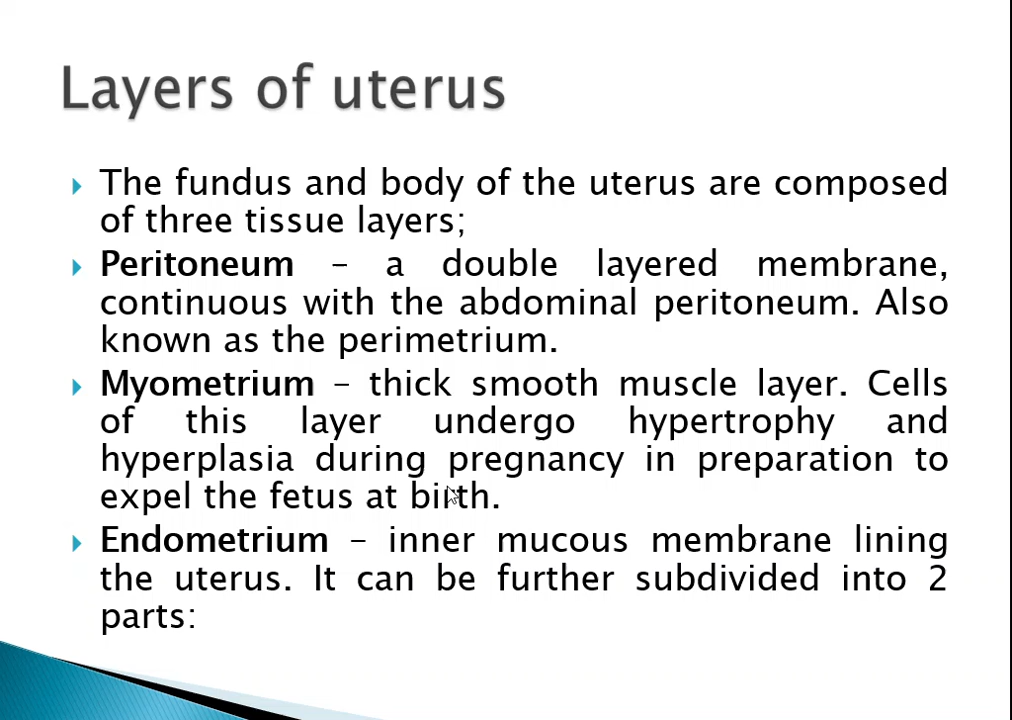 Layers of uterus
The fundus and body of the uterus are composed
of three tissue layers;
Peritoneum – a double layered membrane,
continuous with the abdominal peritoneum. Also
known as the perimetrium.
Myometrium – thick smooth muscle layer. Cells
of this layer undergo hypertrophy and
hyperplasia during pregnancy in preparation to
expel the fetus at birth.
Endometrium – inner mucous membrane lining
the uterus. It can be further subdivided into 2
parts: